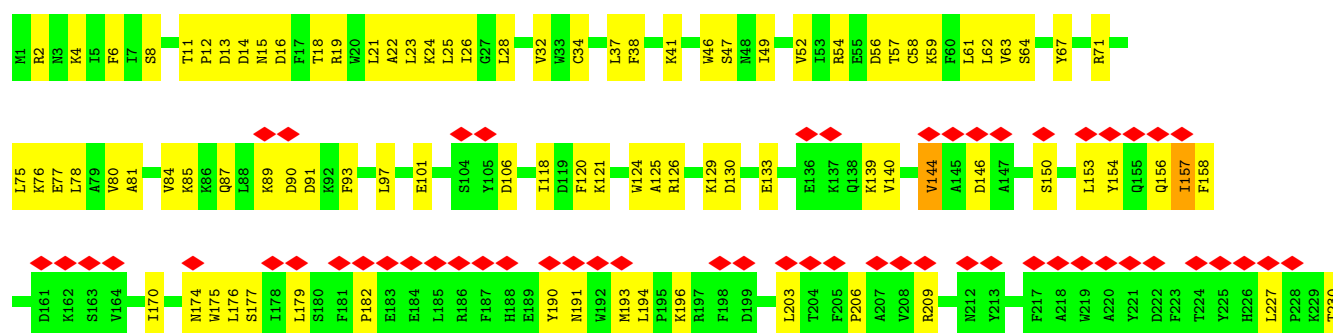 M1 R2 N3 K4 I5 F6 I7 S8 T11 P12 D13 D14 N15 D16 F17 T18 R19 W20 L21 A22 L23 K24 L25 I26 G27 L28 V32 W33 C34 L37 F38 K41 W46 S47 N48 I49 V52 I53 R54 E55 D56 T57 C58 K59 F60 L61 L62 V63 S64 Y67 R71
L75 K76 E77 L78 A79 V80 A81 V84 K85 K86 Q87 L88 K89 D90 D91 K92 F93 L97 E101 S104 Y105 D106 I118 D119 F120 K121 W124 A125 R126 K129 D130 E133 E136 K137 Q138 K139 V140 V144 A145 D146 A147 S150 L153 Y154 Q155 Q156 I157 F158
D161 K162 S163 V164 I170 N174 W175 L176 S177 I178 L179 S180 F181 P182 E183 E184 L185 R186 F187 H188 E189 Y190 N191 W192 M193 L194 P195 K196 R197 F198 D199 L203 T204 F205 P206 A207 V208 R209 N212 Y213 F217 A218 W219 A220 Y221 D222 F223 T224 Y225 H226 L227 P228 K229